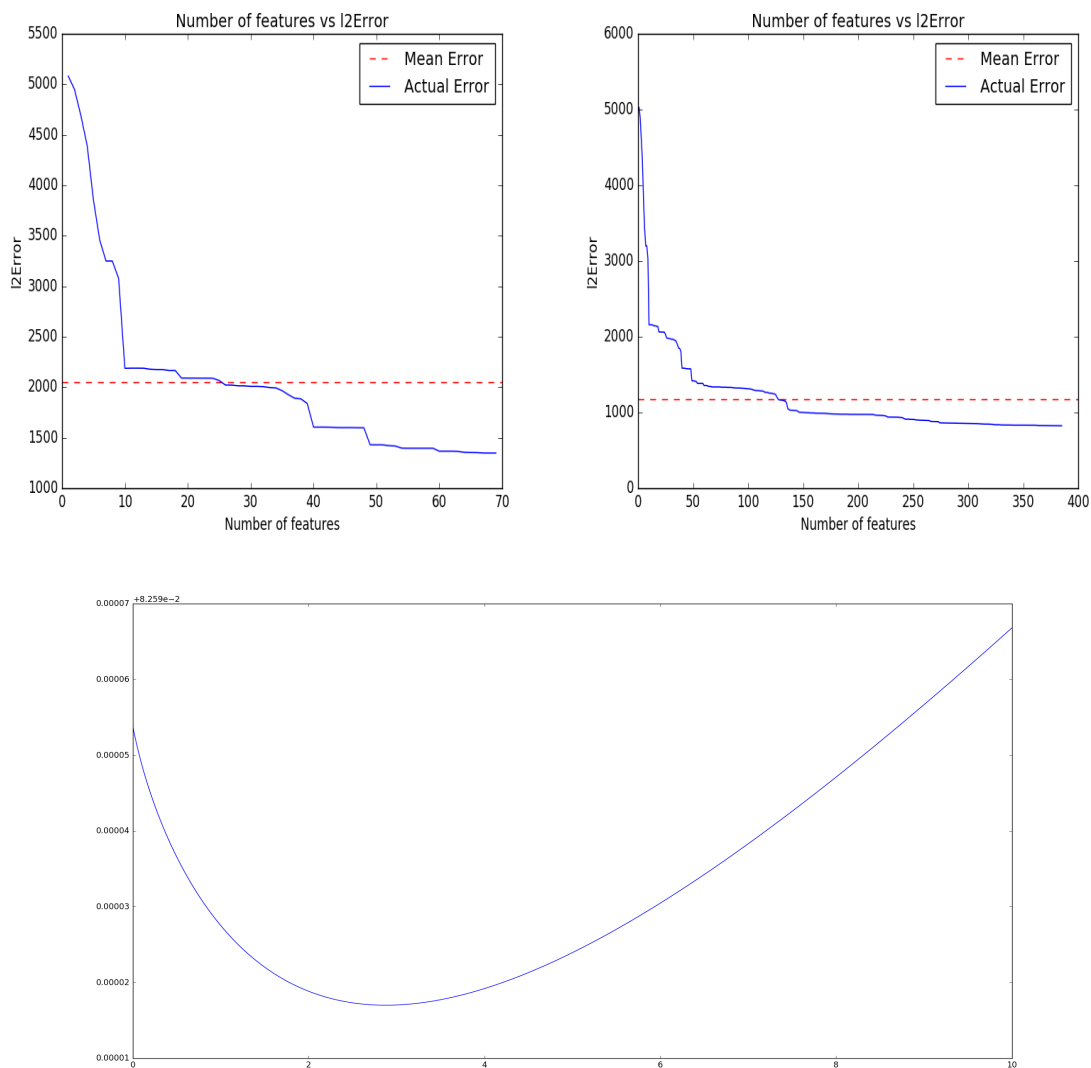 Number of features vs l2Error
5500
5000
4500
4000
3500
3000
2500
2000
1500
1000
l2Error
Mean Error
Actual Error
0 10 20 30 40 50 60 70
Number of features
Number of features vs l2Error
6000
5000
4000
3000
2000
1000
0
l2Error
Mean Error
Actual Error
0 50 100 150 200 250 300 350 400
Number of features
+8.259e−2
0.00007
0.00006
0.00005
0.00004
0.00003
0.00002
0.00001
0 2 4 6 8 10